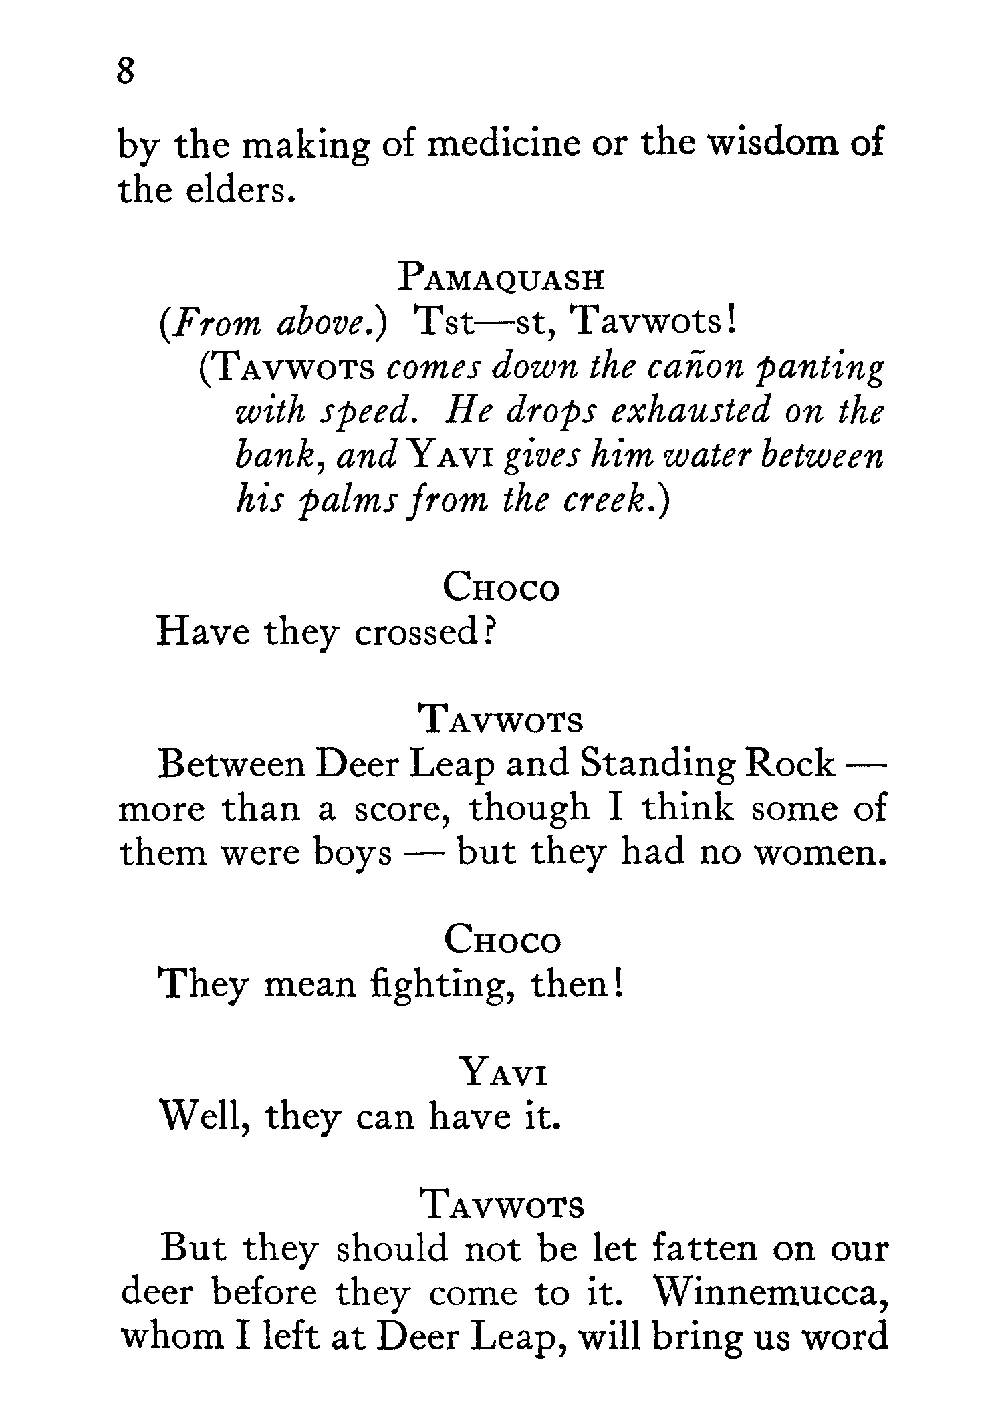 8
by the making of medicine or the wisdom of
the elders.
Pamaquash
(From above.) Tst—st, Tavwots!
(Tavwots comes down the cañon panting
with speed. He drops exhausted on the
bank, and Yavi gives him water between
his palms from the creek.)
Choco
Have they crossed?
Tavwots
Between Deer Leap and Standing Rock —
more than a score, though I think some of
them were boys — but they had no women.
Choco
They mean fighting, then!
Yavi
Well, they can have it.
Tavwots
But they should not be let fatten on our
deer before they come to it. Winnemucca,
whom I left at Deer Leap, will bring us word